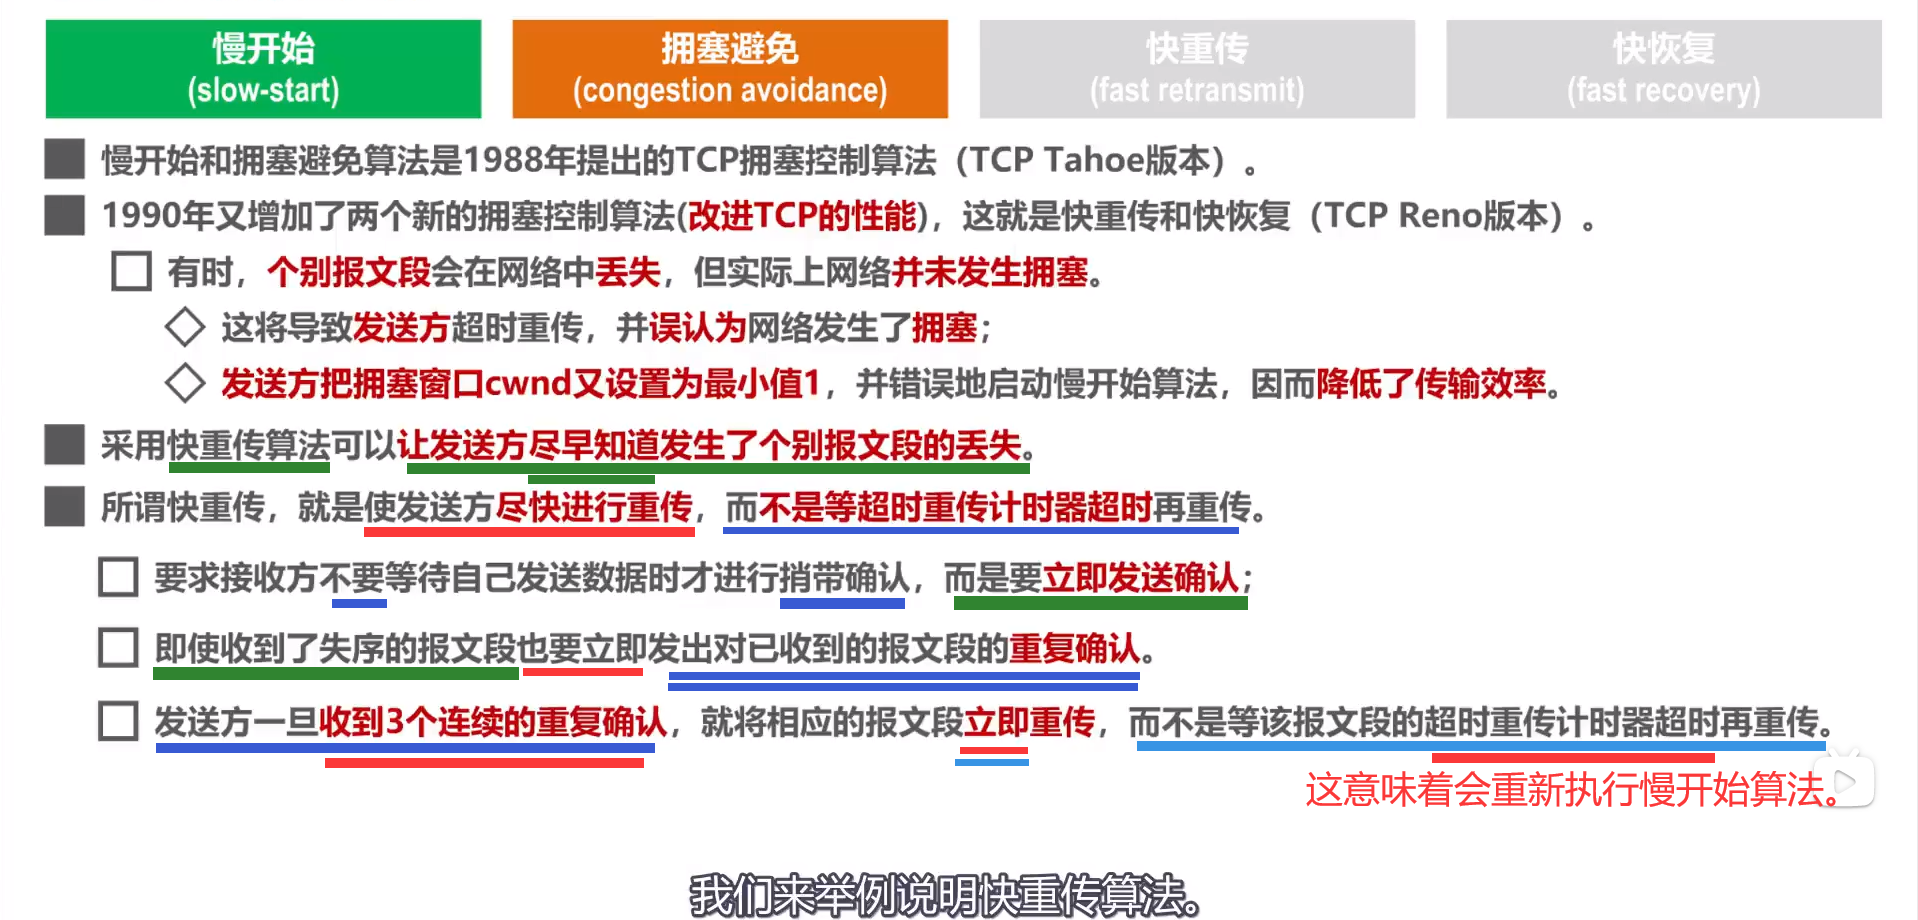 慢开始
(slow-start)
拥塞避免
(congestion avoidance)
快重传
(fast retransmit)
快恢复
(fast recovery)
慢开始和拥塞避免算法是1988年提出的TCP拥塞控制算法（TCP Tahoe版本）。
1990年又增加了两个新的拥塞控制算法(改进TCP的性能)，这就是快重传和快恢复（TCP Reno版本）。
有时，个别报文段会在网络中丢失，但实际上网络并未发生拥塞。
这将导致发送方超时重传，并误认为网络发生了拥塞；
发送方把拥塞窗口cwnd又设置为最小值1，并错误地启动慢开始算法，因而降低了传输效率。
采用快重传算法可以让发送方尽早知道发生了个别报文段的丢失。
所谓快重传，就是使发送方尽快进行重传，而不是等超时重传计时器超时再重传。
要求接收方不要等待自己发送数据时才进行捎带确认，而是要立即发送确认；
即使收到了失序的报文段也要立即发出对已收到的报文段的重复确认。
发送方一旦收到3个连续的重复确认，就将相应的报文段立即重传，而不是等该报文段的超时重传计时器超时再重传。
这意味着会重新执行慢开始算法。
我们来举例说明快重传算法。